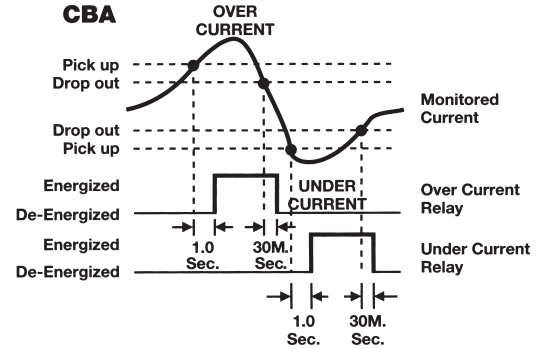 CBA
OVER
CURRENT
Pick up
Drop out
Monitored
Current
Drop out
Pick up
Energized
UNDER
CURRENT
Over Current
Relay
De-Energized
Energized
1.0
Sec.
30M.
Sec.
Under Current
Relay
De-Energized
1.0
Sec.
30M.
Sec.